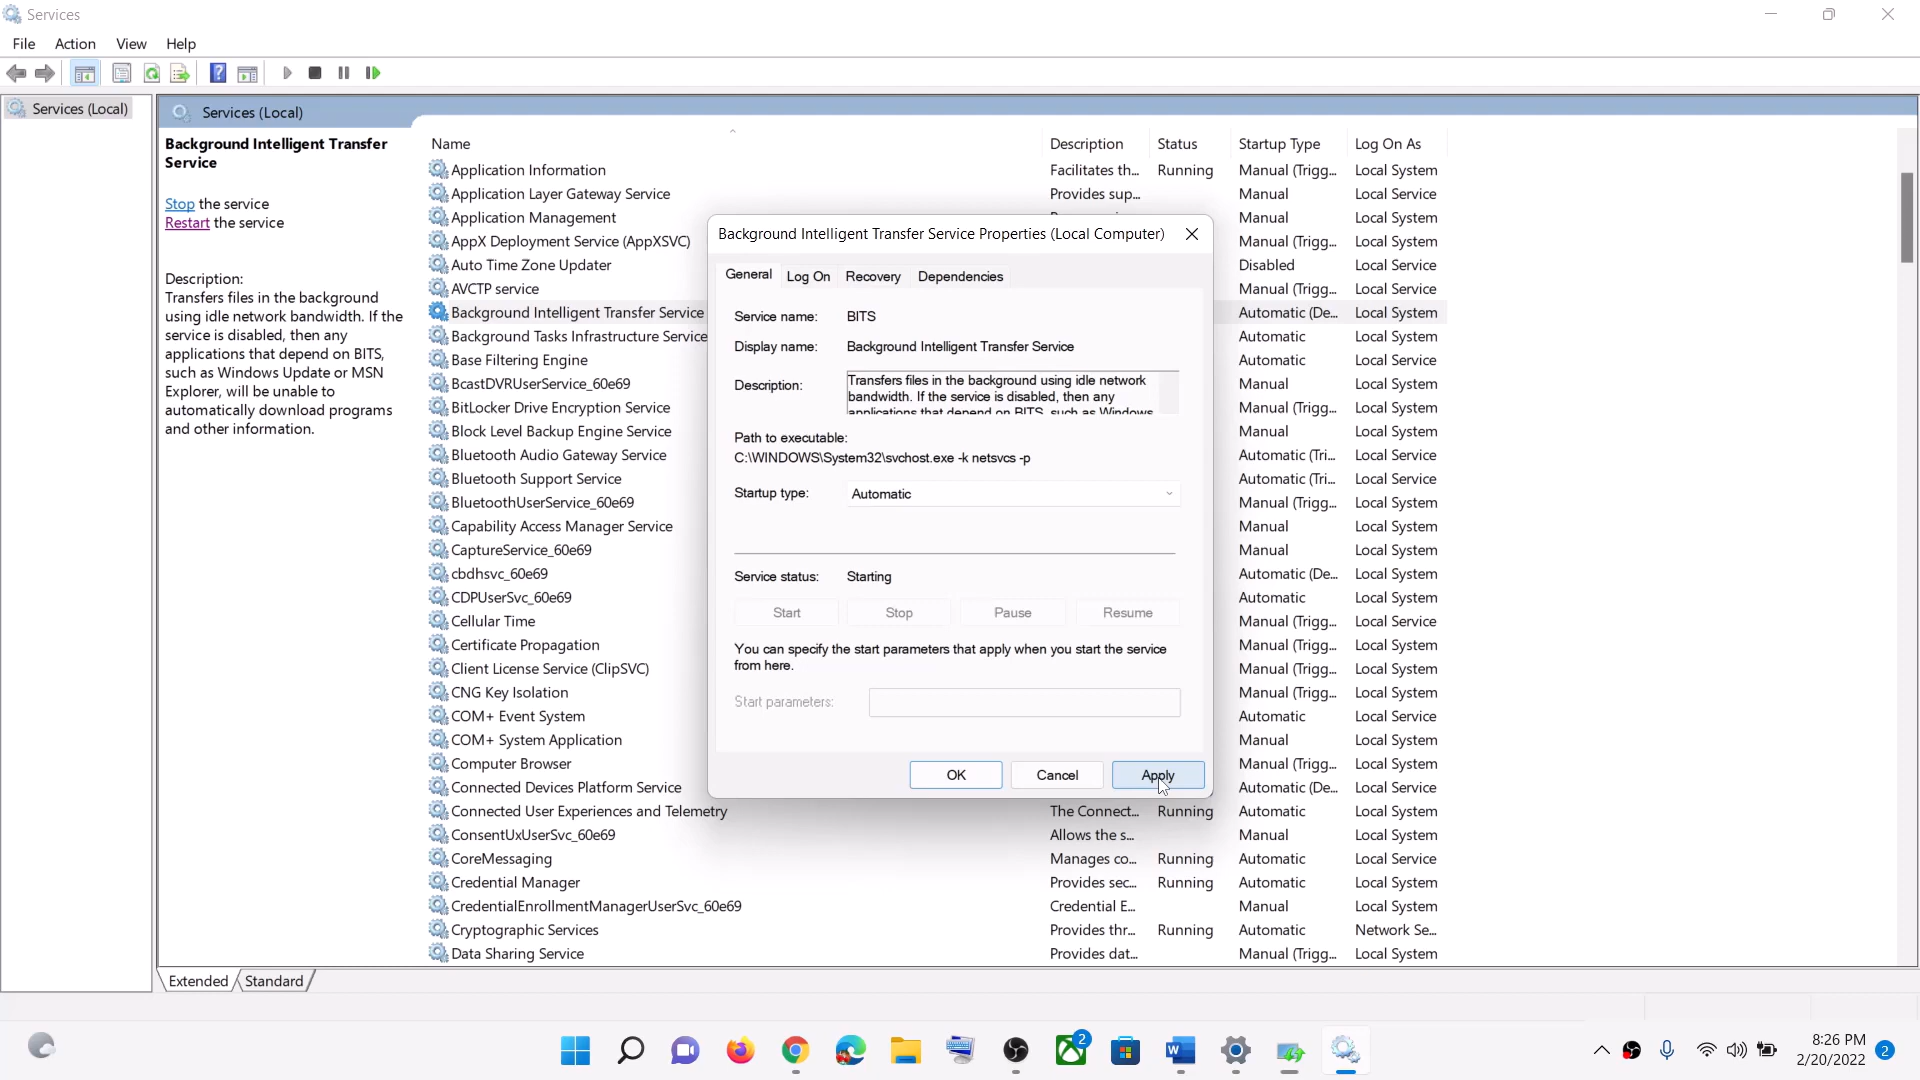 Services
File Action View Help
Services (Local)
Services (Local)
Background Intelligent Transfer
Service
Stop the service
Restart the service
Description:
Transfers files in the background
using idle network bandwidth. If the
service is disabled, then any
applications that depend on BITS,
such as Windows Update or MSN
Explorer, will be unable to
automatically download programs
and other information.
Name Description Status Startup Type Log On As
Application Information Facilitates th... Running Manual (Trigg... Local System
Application Layer Gateway Service Provides sup... Manual Local Service
Application Management Manual Local System
AppX Deployment Service (AppXSVC) Manual (Trigg... Local System
Auto Time Zone Updater Disabled Local Service
AVCTP service Manual (Trigg... Local Service
Background Intelligent Transfer Service Automatic (De... Local System
Background Tasks Infrastructure Service Automatic Local System
Base Filtering Engine Automatic Local Service
BcastDVRUserService_60e69 Manual Local System
BitLocker Drive Encryption Service Manual (Trigg... Local System
Block Level Backup Engine Service Manual Local System
Bluetooth Audio Gateway Service Automatic (Tri... Local Service
Bluetooth Support Service Automatic (Tri... Local Service
BluetoothUserService_60e69 Manual (Trigg... Local System
Capability Access Manager Service Manual Local System
CaptureService_60e69 Manual Local System
cbdhsvc_60e69 Automatic (De... Local System
CDPUserSvc_60e69 Automatic Local System
Cellular Time Manual (Trigg... Local Service
Certificate Propagation Manual (Trigg... Local System
Client License Service (ClipSVC) Manual (Trigg... Local System
CNG Key Isolation Manual (Trigg... Local System
COM+ Event System Automatic Local Service
COM+ System Application Manual Local System
Computer Browser Manual (Trigg... Local System
Connected Devices Platform Service Automatic (De... Local Service
Connected User Experiences and Telemetry The Connect... Running Automatic Local System
ConsentUxUserSvc_60e69 Allows the s... Manual Local System
CoreMessaging Manages co... Running Automatic Local Service
Credential Manager Provides sec... Running Automatic Local System
CredentialEnrollmentManagerUserSvc_60e69 Credential E... Manual Local System
Cryptographic Services Provides thr... Running Automatic Network Se...
Data Sharing Service Provides dat... Manual (Trigg... Local System
Background Intelligent Transfer Service Properties (Local Computer)
General Log On Recovery Dependencies
Service name: BITS
Display name: Background Intelligent Transfer Service
Description: Transfers files in the background using idle network
bandwidth. If the service is disabled, then any
applications that depend on BITS, such as Windows
Path to executable:
C:\WINDOWS\System32\svchost.exe -k netsvcs -p
Startup type: Automatic
Service status: Starting
Start Stop Pause Resume
You can specify the start parameters that apply when you start the service
from here.
Start parameters:
OK Cancel Apply
Extended Standard
2
8:26 PM
2/20/2022
2